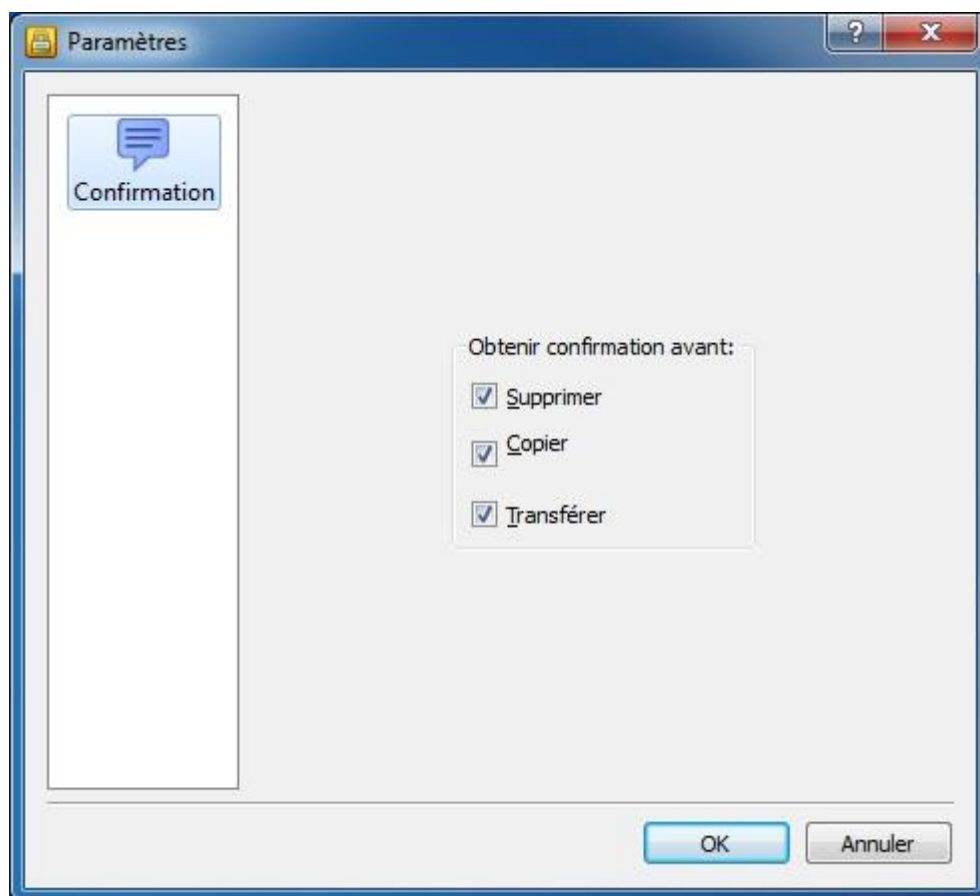 Paramètres
?
Confirmation
Obtenir confirmation avant:
Supprimer
Copier
Transférer
OK
Annuler